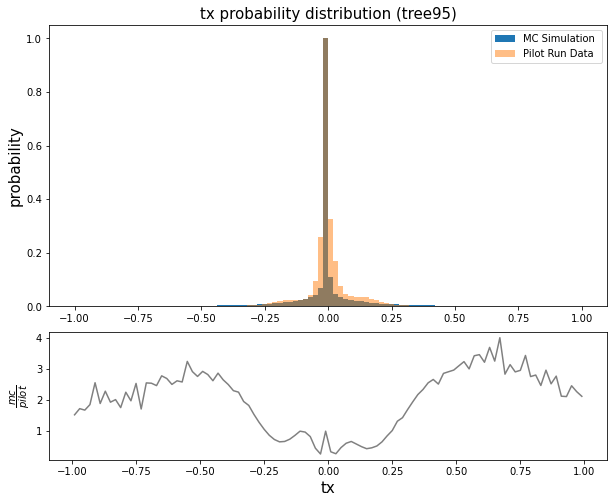 tx probability distribution (tree95)
MC Simulation
Pilot Run Data
probability
1.0
0.8
0.6
0.4
0.2
0.0
-1.00 -0.75 -0.50 -0.25 0.00 0.25 0.50 0.75 1.00
mc
pilot
4
3
2
1
-1.00 -0.75 -0.50 -0.25 0.00 0.25 0.50 0.75 1.00
tx